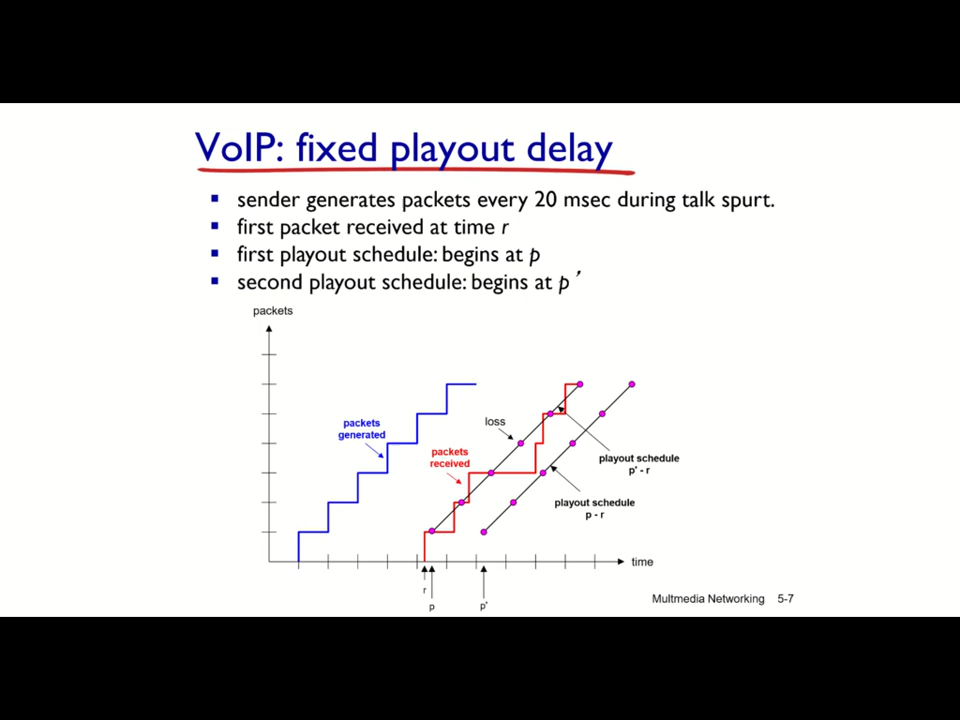 VoIP: fixed playout delay
▪ sender generates packets every 20 msec during talk spurt.
▪ first packet received at time r
▪ first playout schedule: begins at p
▪ second playout schedule: begins at p´
packets
packets
generated
loss
packets
received
playout schedule
p' - r
playout schedule
p - r
time
r
p
p'
Multmedia Networking 5-7